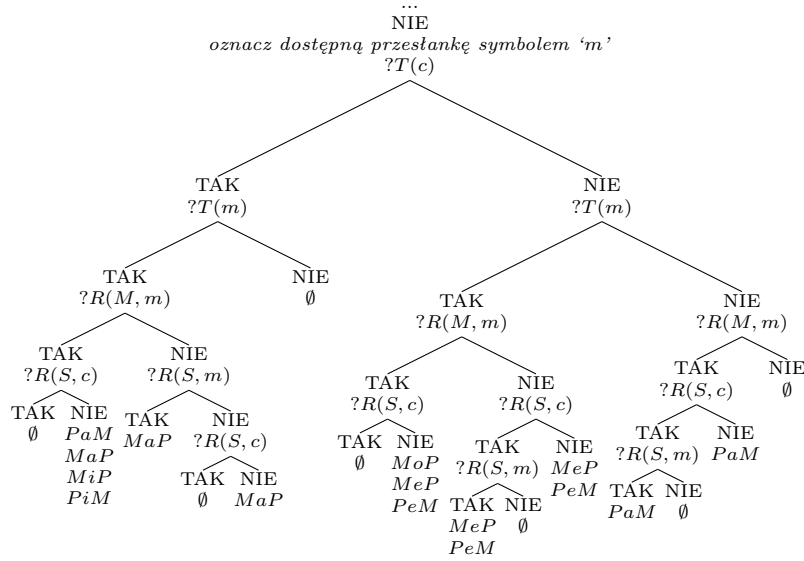 ...
NIE
oznacz dostępną przesłankę symbolem ‘m’
?T(c)
TAK NIE
?T(m) ?T(m)
TAK NIE TAK NIE
?R(M, m) ∅ ?R(M, m) ?R(M, m)
TAK NIE TAK NIE TAK NIE
?R(S, c) ?R(S, m) ?R(S, c) ?R(S, c) ?R(S, c) ∅
TAK NIE TAK NIE TAK NIE TAK NIE TAK NIE
∅ PaM MaP ?R(S, c) ∅ MoP ?R(S, m) MeP ?R(S, m) PaM
MaP MeP PeM
MiP TAK NIE PeM TAK NIE TAK NIE
PiM ∅ MaP MeP ∅ PaM ∅
PeM